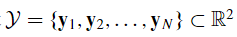 𝒴 = {y₁, y₂, . . . , y_N} ⊂ ℝ²